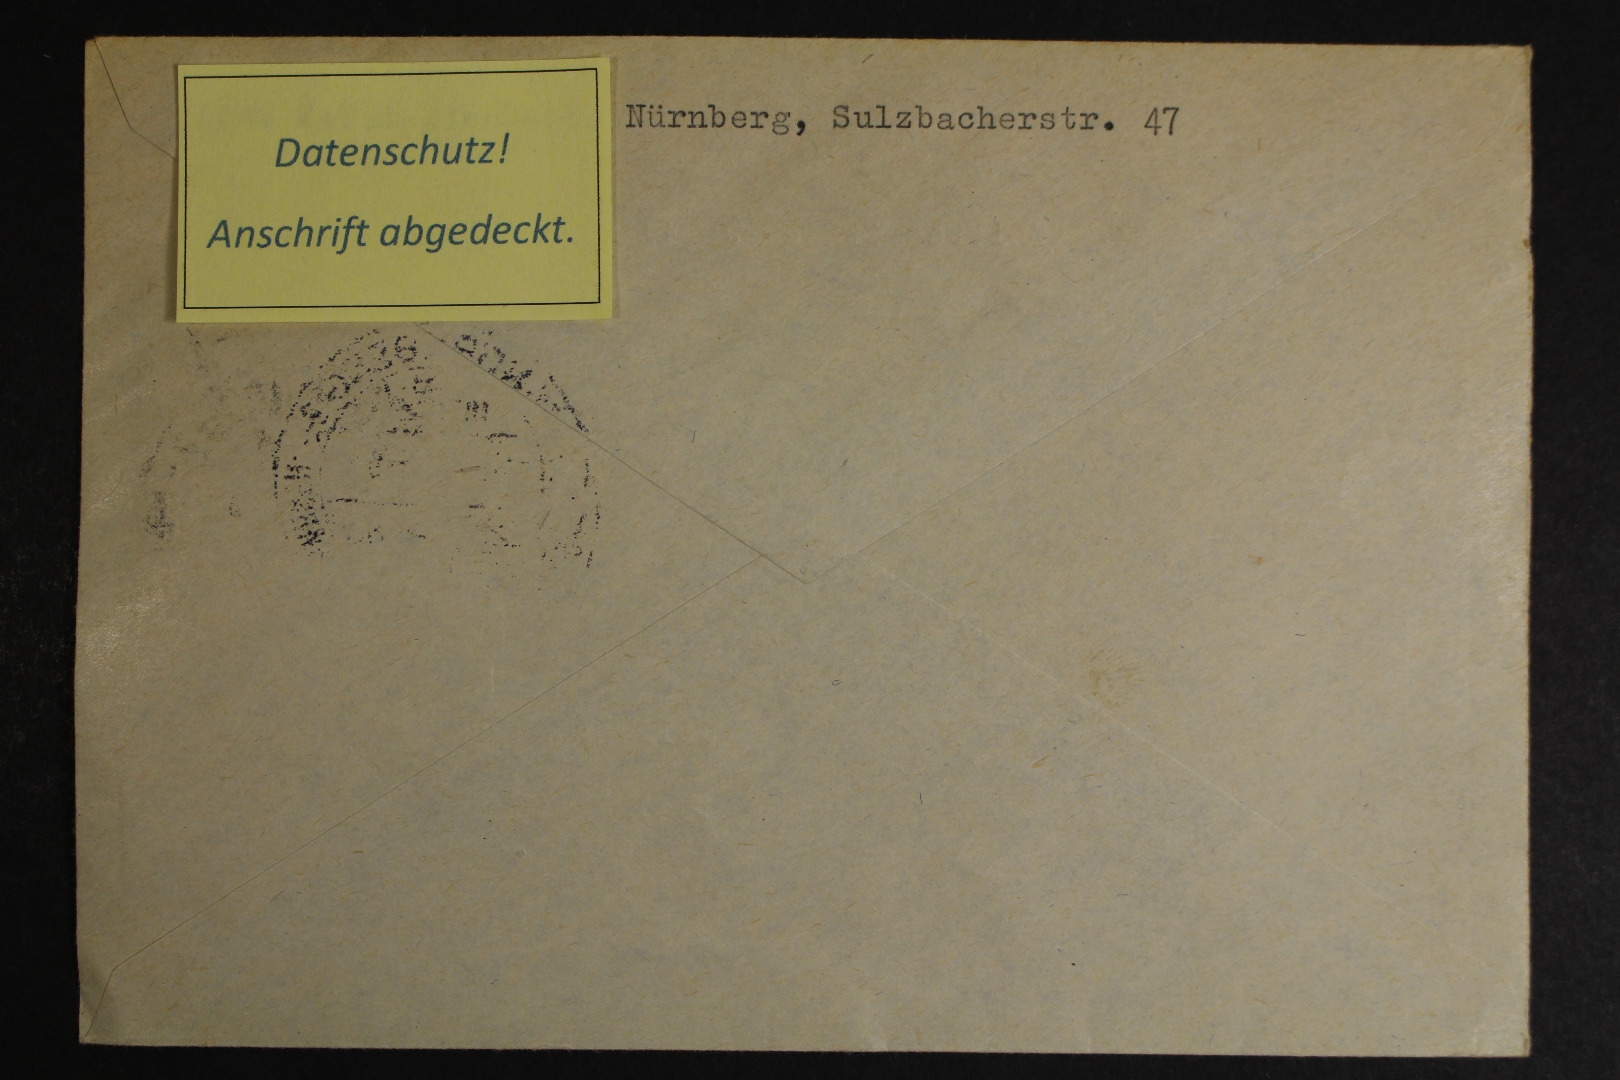 Datenschutz!
Anschrift abgedeckt.
Nürnberg, Sulzbacherstr. 47